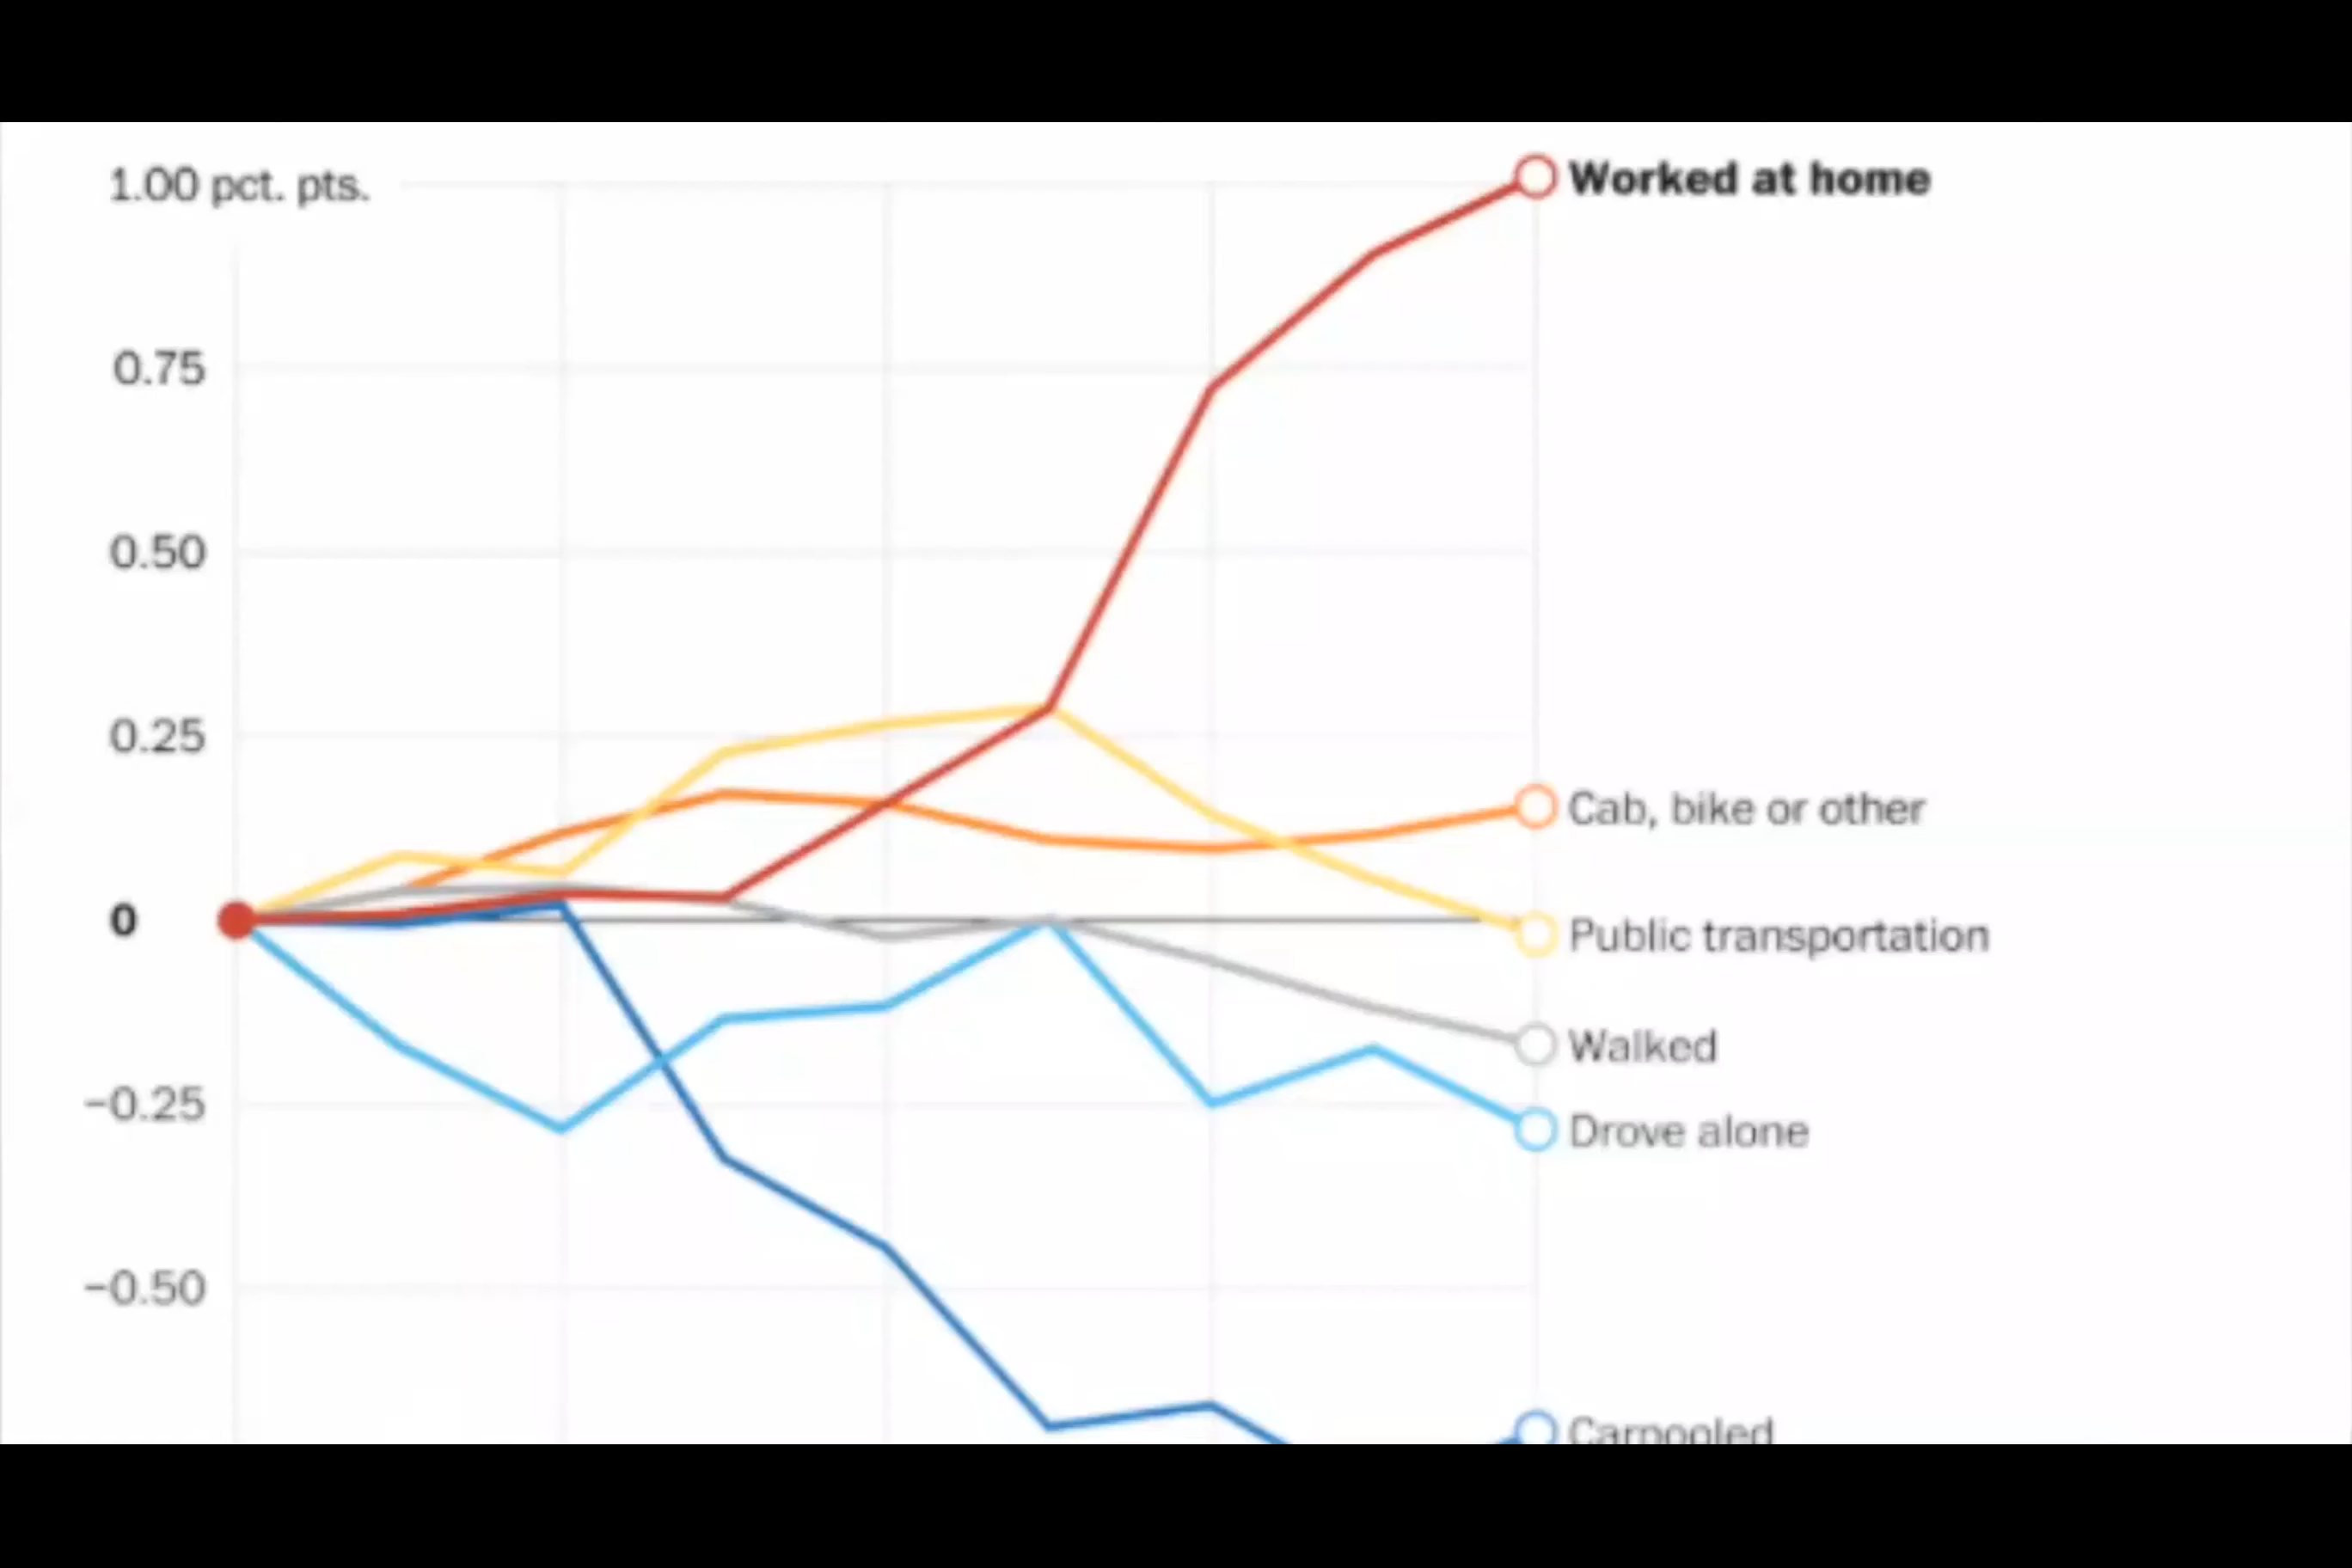 1.00 pct. pts.
Worked at home
0.75
0.50
0.25
Cab, bike or other
0
Public transportation
Walked
−0.25
Drove alone
−0.50
Carpooled